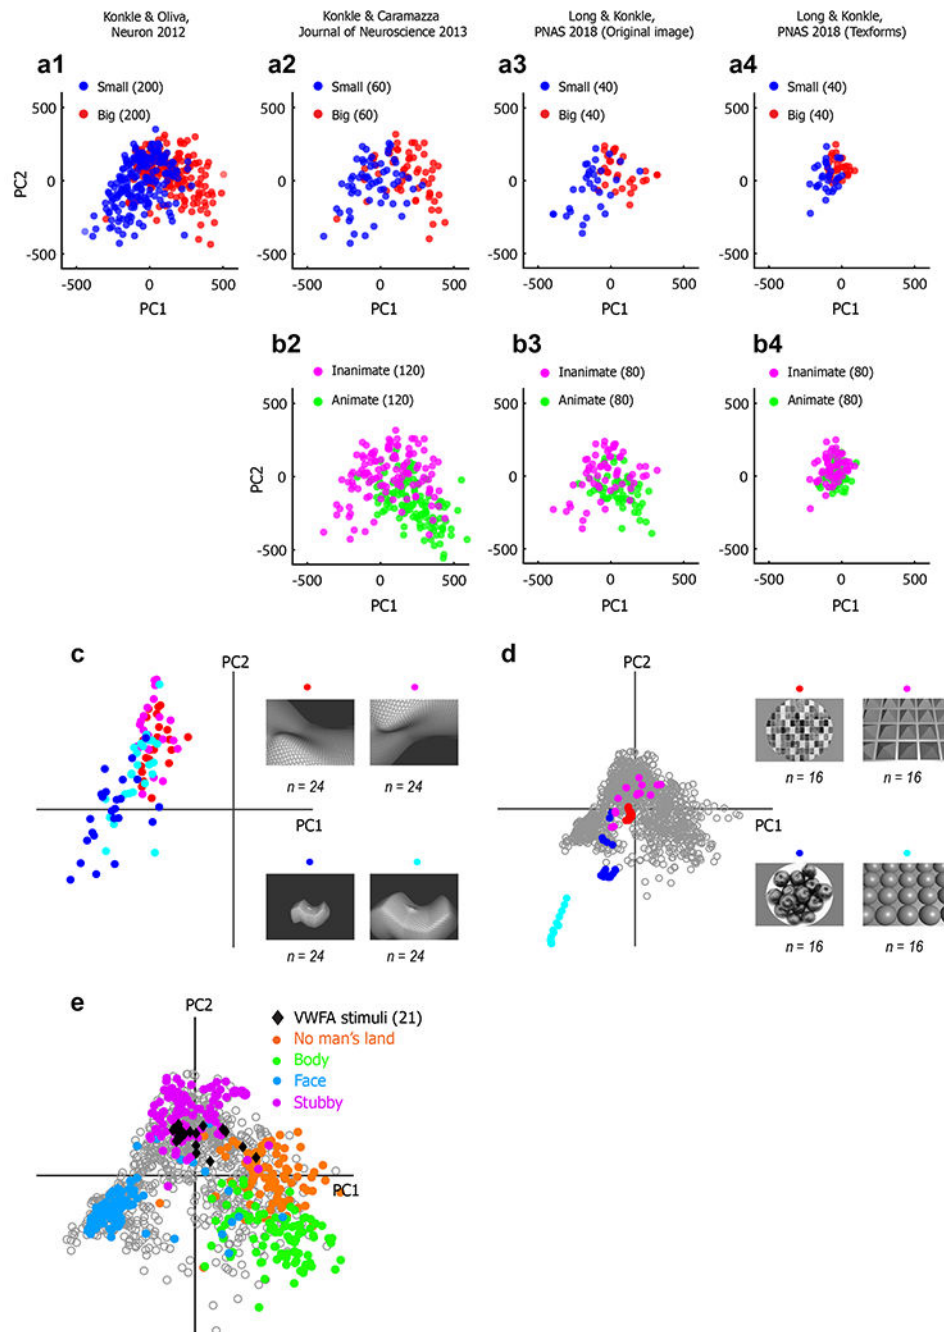 Konkle & Oliva,
Neuron 2012
Konkle & Caramazza
Journal of Neuroscience 2013
Long & Konkle,
PNAS 2018 (Original image)
Long & Konkle,
PNAS 2018 (Texforms)
a1
Small (200)
Big (200)
500
0
-500
PC2
-500 0 500
PC1
a2
Small (60)
Big (60)
500
0
-500
-500 0 500
PC1
a3
Small (40)
Big (40)
500
0
-500
-500 0 500
PC1
a4
Small (40)
Big (40)
500
0
-500
-500 0 500
PC1
b2
Inanimate (120)
Animate (120)
500
0
-500
PC2
-500 0 500
PC1
b3
Inanimate (80)
Animate (80)
500
0
-500
-500 0 500
PC1
b4
Inanimate (80)
Animate (80)
500
0
-500
-500 0 500
PC1
c
PC2
PC1
n = 24
n = 24
n = 24
n = 24
d
PC2
PC1
n = 16
n = 16
n = 16
n = 16
e
PC2
PC1
VWFA stimuli (21)
No man's land
Body
Face
Stubby